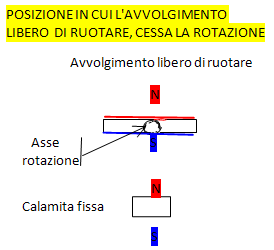 POSIZIONE IN CUI L'AVVOLGIMENTO
LIBERO DI RUOTARE, CESSA LA ROTAZIONE
Avvolgimento libero di ruotare
N
S
Asse
rotazione
N
Calamita fissa
S